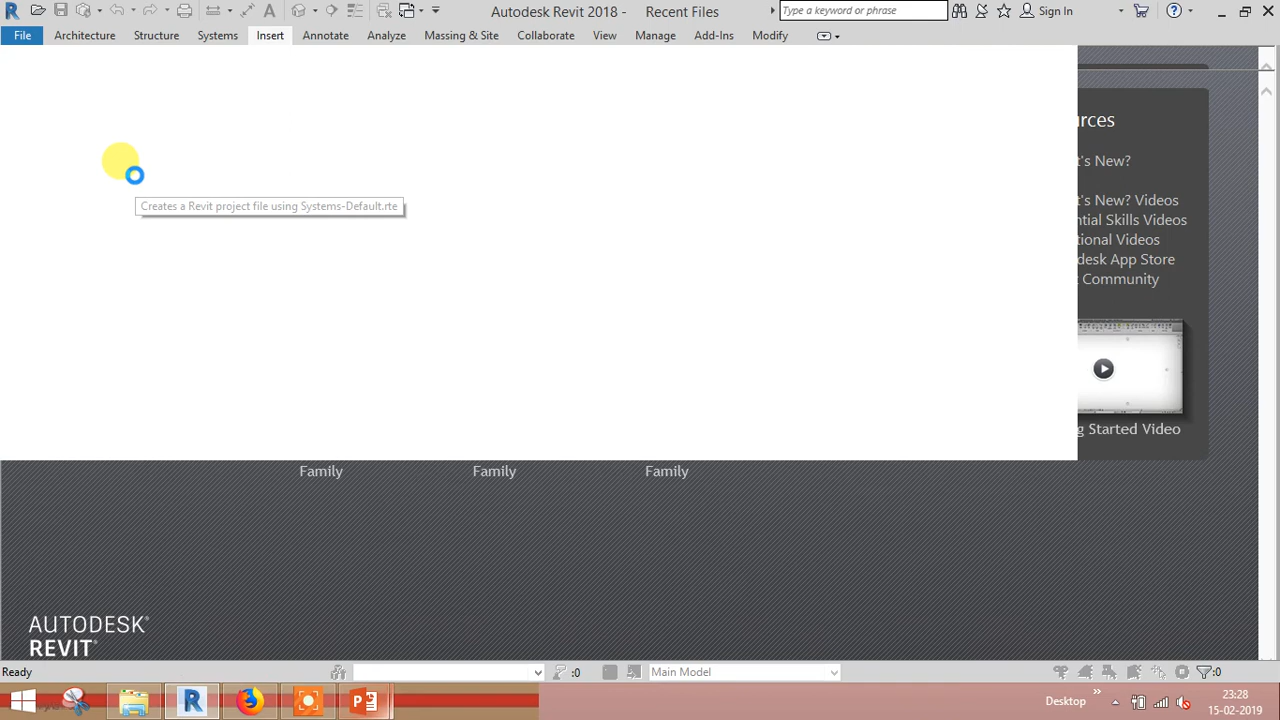 Autodesk Revit 2018 - Recent Files
Type a keyword or phrase
Sign In
File Architecture Structure Systems Insert Annotate Analyze Massing & Site Collaborate View Manage Add-Ins Modify
urces
t's New?
Creates a Revit project file using Systems-Default.rte
t's New? Videos
ntial Skills Videos
tional Videos
desk App Store
Community
g Started Video
Family Family Family
AUTODESK®
REVIT®
Ready :0 Main Model :0
Desktop
23:28
15-02-2019